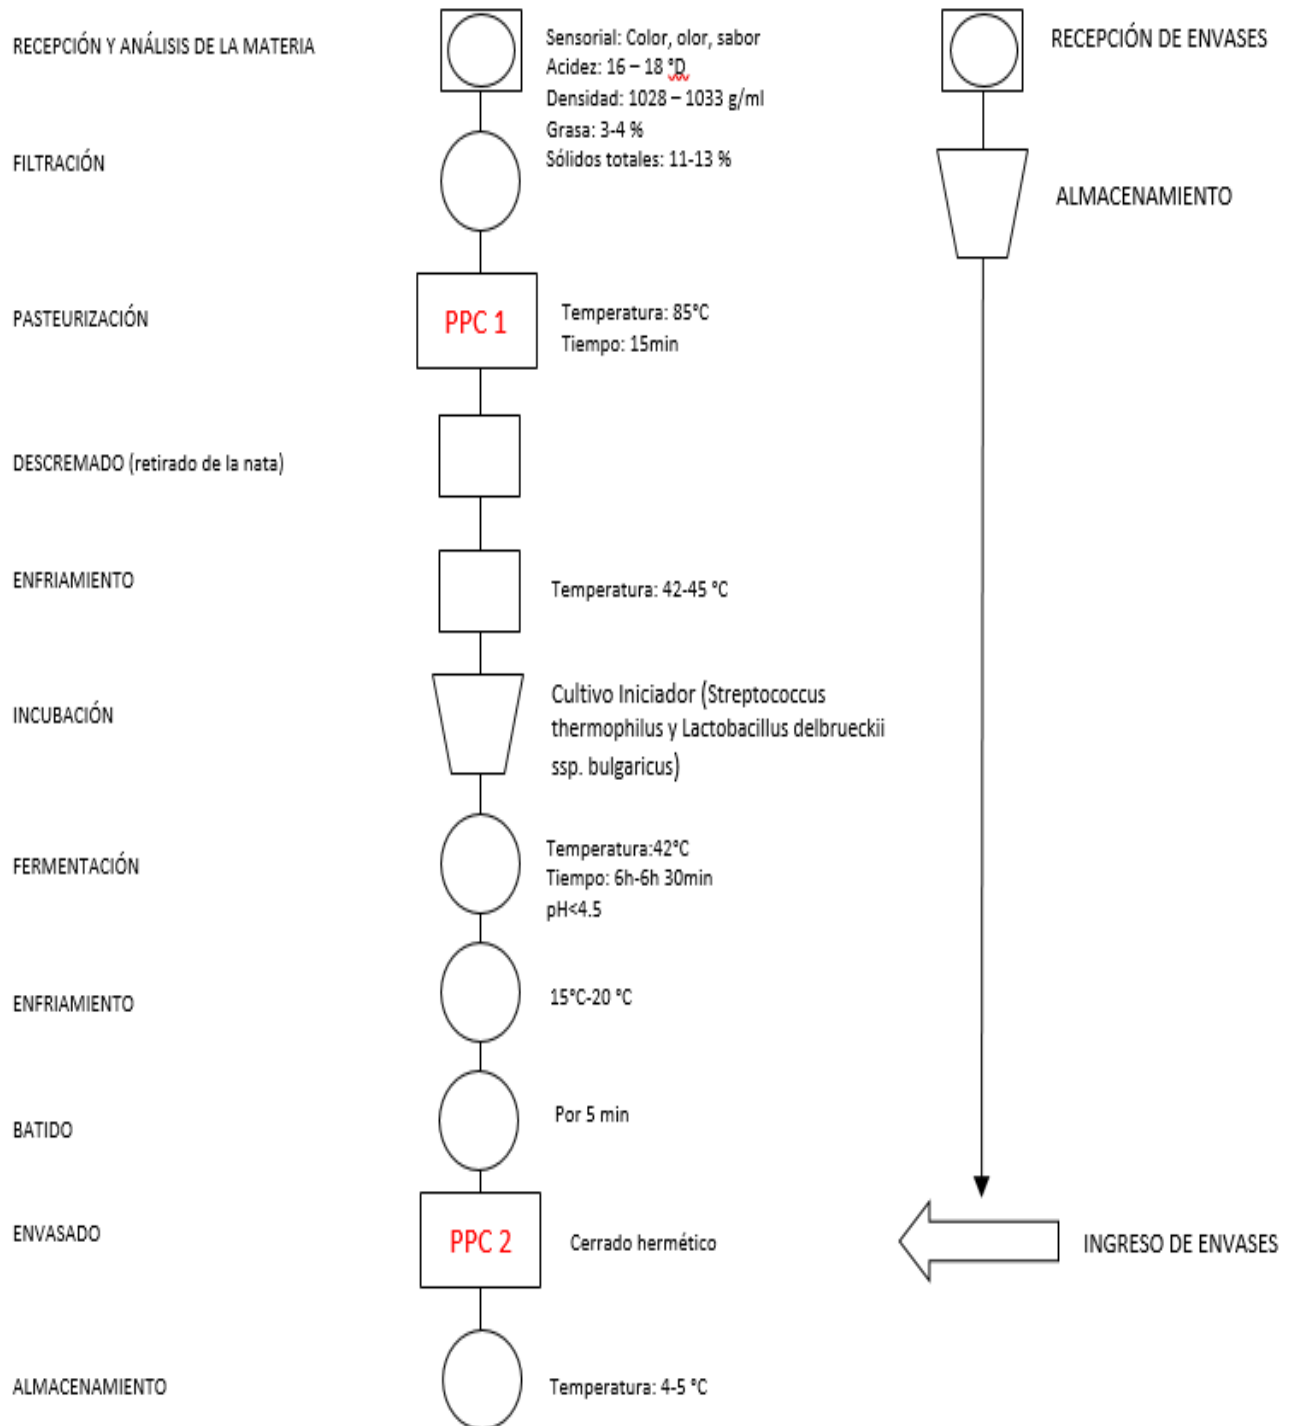 RECEPCIÓN Y ANÁLISIS DE LA MATERIA
Sensorial: Color, olor, sabor
Acidez: 16 – 18 °D
Densidad: 1028 – 1033 g/ml
Grasa: 3-4 %
Sólidos totales: 11-13 %
RECEPCIÓN DE ENVASES
FILTRACIÓN
ALMACENAMIENTO
PASTEURIZACIÓN
PPC 1
Temperatura: 85°C
Tiempo: 15min
DESCREMADO (retirado de la nata)
ENFRIAMIENTO
Temperatura: 42-45 °C
INCUBACIÓN
Cultivo Iniciador (Streptococcus
thermophilus y Lactobacillus delbrueckii
ssp. bulgaricus)
FERMENTACIÓN
Temperatura:42°C
Tiempo: 6h-6h 30min
pH<4.5
ENFRIAMIENTO
15°C-20 °C
BATIDO
Por 5 min
ENVASADO
PPC 2
Cerrado hermético
INGRESO DE ENVASES
ALMACENAMIENTO
Temperatura: 4-5 °C